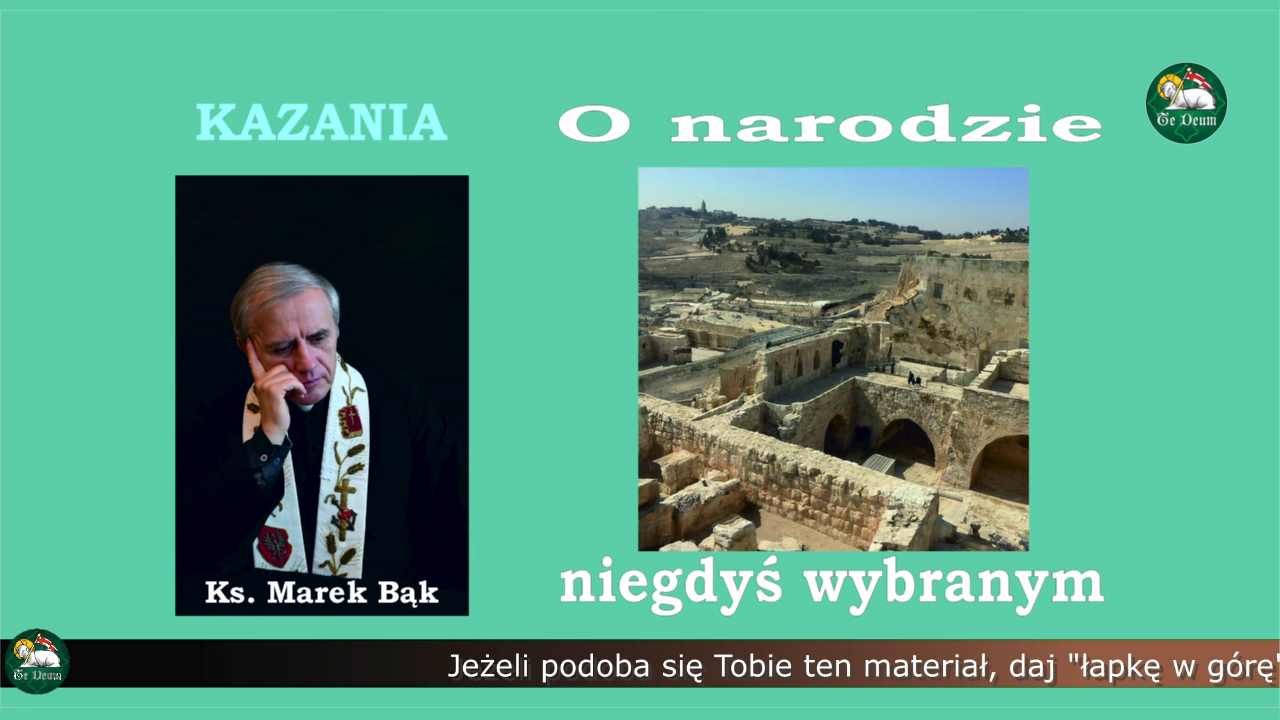 KAZANIA
O narodzie
Te Deum
niegdyś wybranym
Ks. Marek Bąk
Te Deum
Jeżeli podoba się Tobie ten materiał, daj "łapkę w górę"